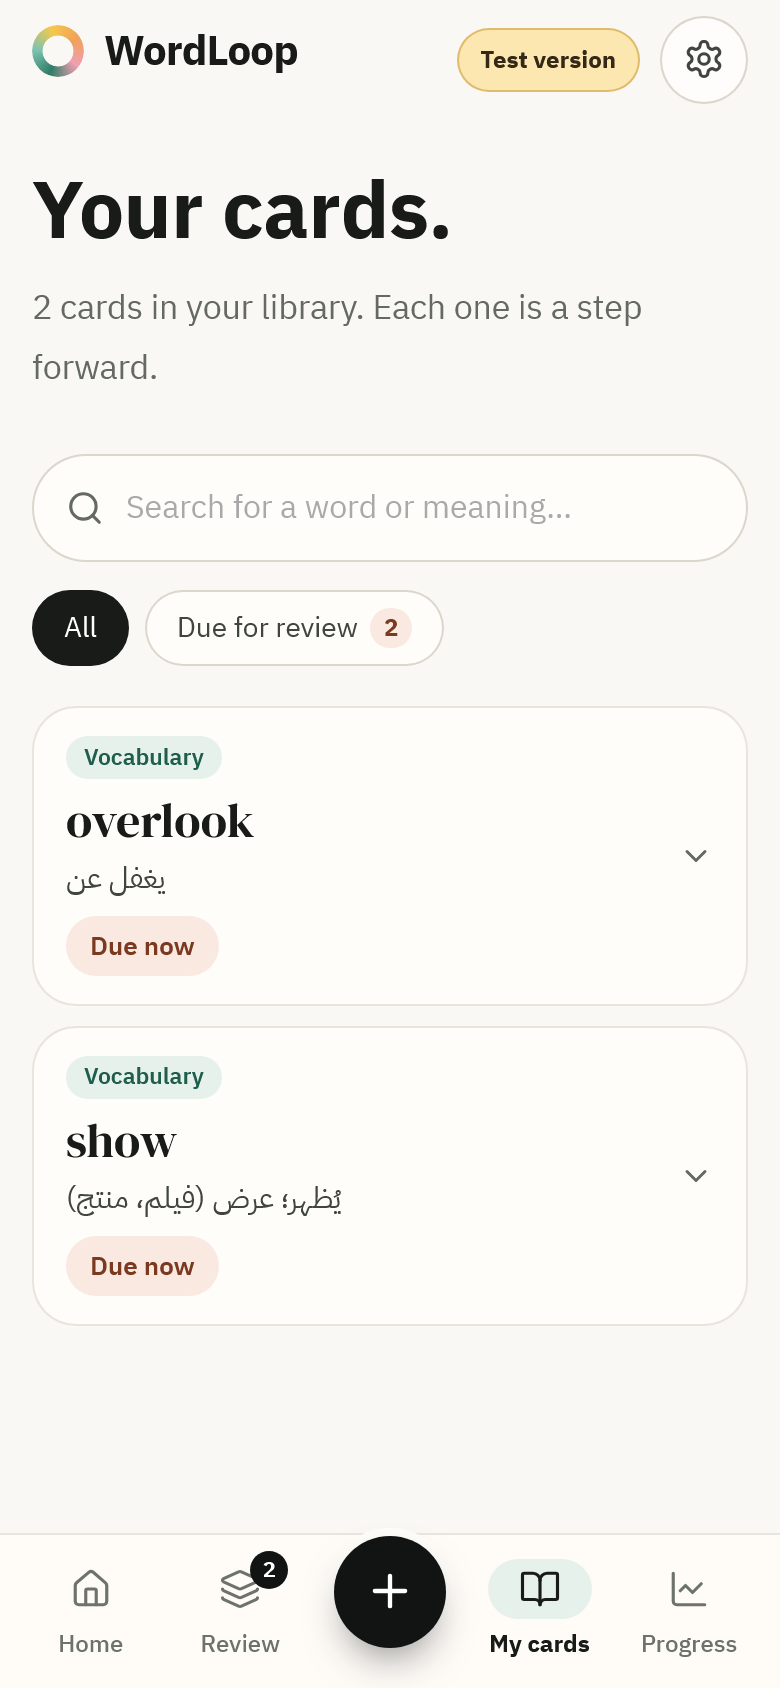 WordLoop
Test version
Your cards.
2 cards in your library. Each one is a step
forward.
Search for a word or meaning...
All
Due for review 2
Vocabulary
overlook
يغفل عن
Due now
Vocabulary
show
يُظهر؛ عرض (فيلم، منتج)
Due now
2
Home
Review
My cards
Progress